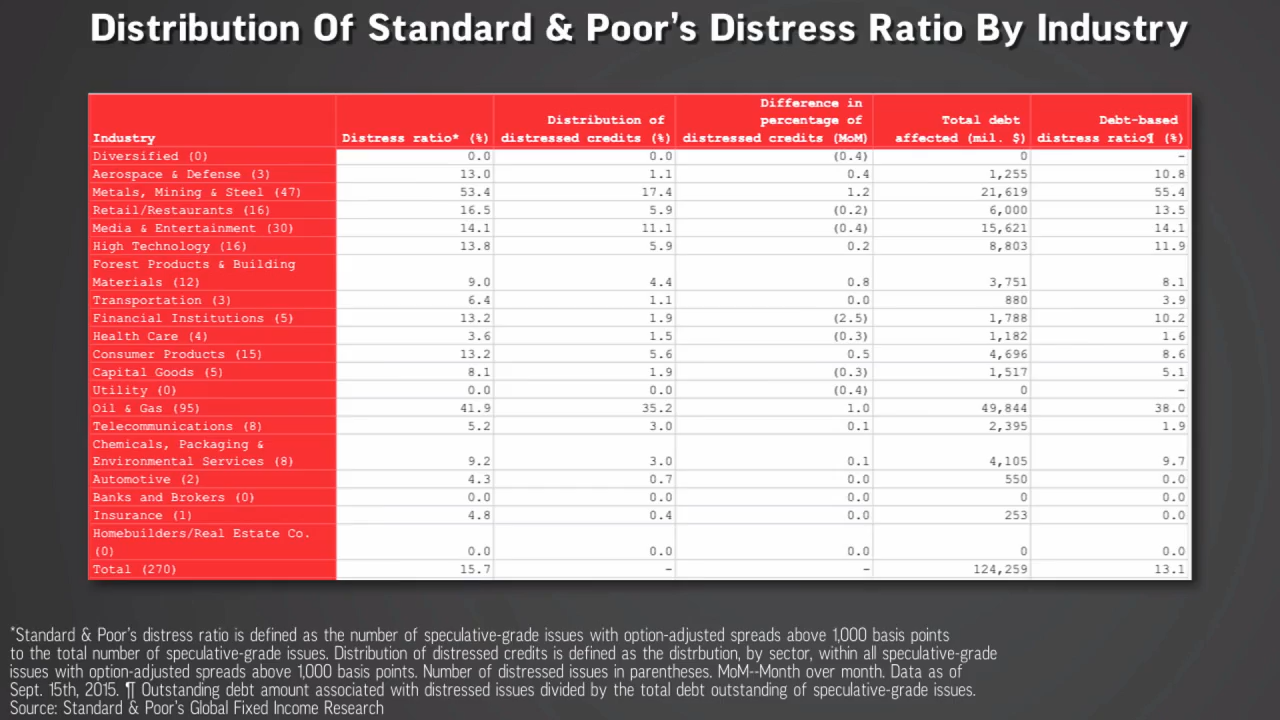 Distribution Of Standard & Poor's Distress Ratio By Industry
Difference in
Distribution of percentage of Total debt Debt-based
Industry Distress ratio* (%) distressed credits (%) distressed credits (MoM) affected (mil. $) distress ratio¶ (%)
Diversified (0) 0.0 0.0 (0.4) 0 –
Aerospace & Defense (3) 13.0 1.1 0.4 1,255 10.8
Metals, Mining & Steel (47) 53.4 17.4 1.2 21,619 55.4
Retail/Restaurants (16) 16.5 5.9 (0.2) 6,000 13.5
Media & Entertainment (30) 14.1 11.1 (0.4) 15,621 14.1
High Technology (16) 13.8 5.9 0.2 8,803 11.9
Forest Products & Building
Materials (12) 9.0 4.4 0.8 3,751 8.1
Transportation (3) 6.4 1.1 0.0 880 3.9
Financial Institutions (5) 13.2 1.9 (2.5) 1,788 10.2
Health Care (4) 3.6 1.5 (0.3) 1,182 1.6
Consumer Products (15) 13.2 5.6 0.5 4,696 8.6
Capital Goods (5) 8.1 1.9 (0.3) 1,517 5.1
Utility (0) 0.0 0.0 (0.4) 0 –
Oil & Gas (95) 41.9 35.2 1.0 49,844 38.0
Telecommunications (8) 5.2 3.0 0.1 2,395 1.9
Chemicals, Packaging &
Environmental Services (8) 9.2 3.0 0.1 4,105 9.7
Automotive (2) 4.3 0.7 0.0 550 0.0
Banks and Brokers (0) 0.0 0.0 0.0 0 0.0
Insurance (1) 4.8 0.4 0.0 253 0.0
Homebuilders/Real Estate Co.
(0) 0.0 0.0 0.0 0 0.0
Total (270) 15.7 – – 124,259 13.1
*Standard & Poor's distress ratio is defined as the number of speculative-grade issues with option-adjusted spreads above 1,000 basis points
to the total number of speculative-grade issues. Distribution of distressed credits is defined as the distrbution, by sector, within all speculative-grade
issues with option-adjusted spreads above 1,000 basis points. Number of distressed issues in parentheses. MoM--Month over month. Data as of
Sept. 15th, 2015. ¶ Outstanding debt amount associated with distressed issues divided by the total debt outstanding of speculative-grade issues.
Source: Standard & Poor's Global Fixed Income Research